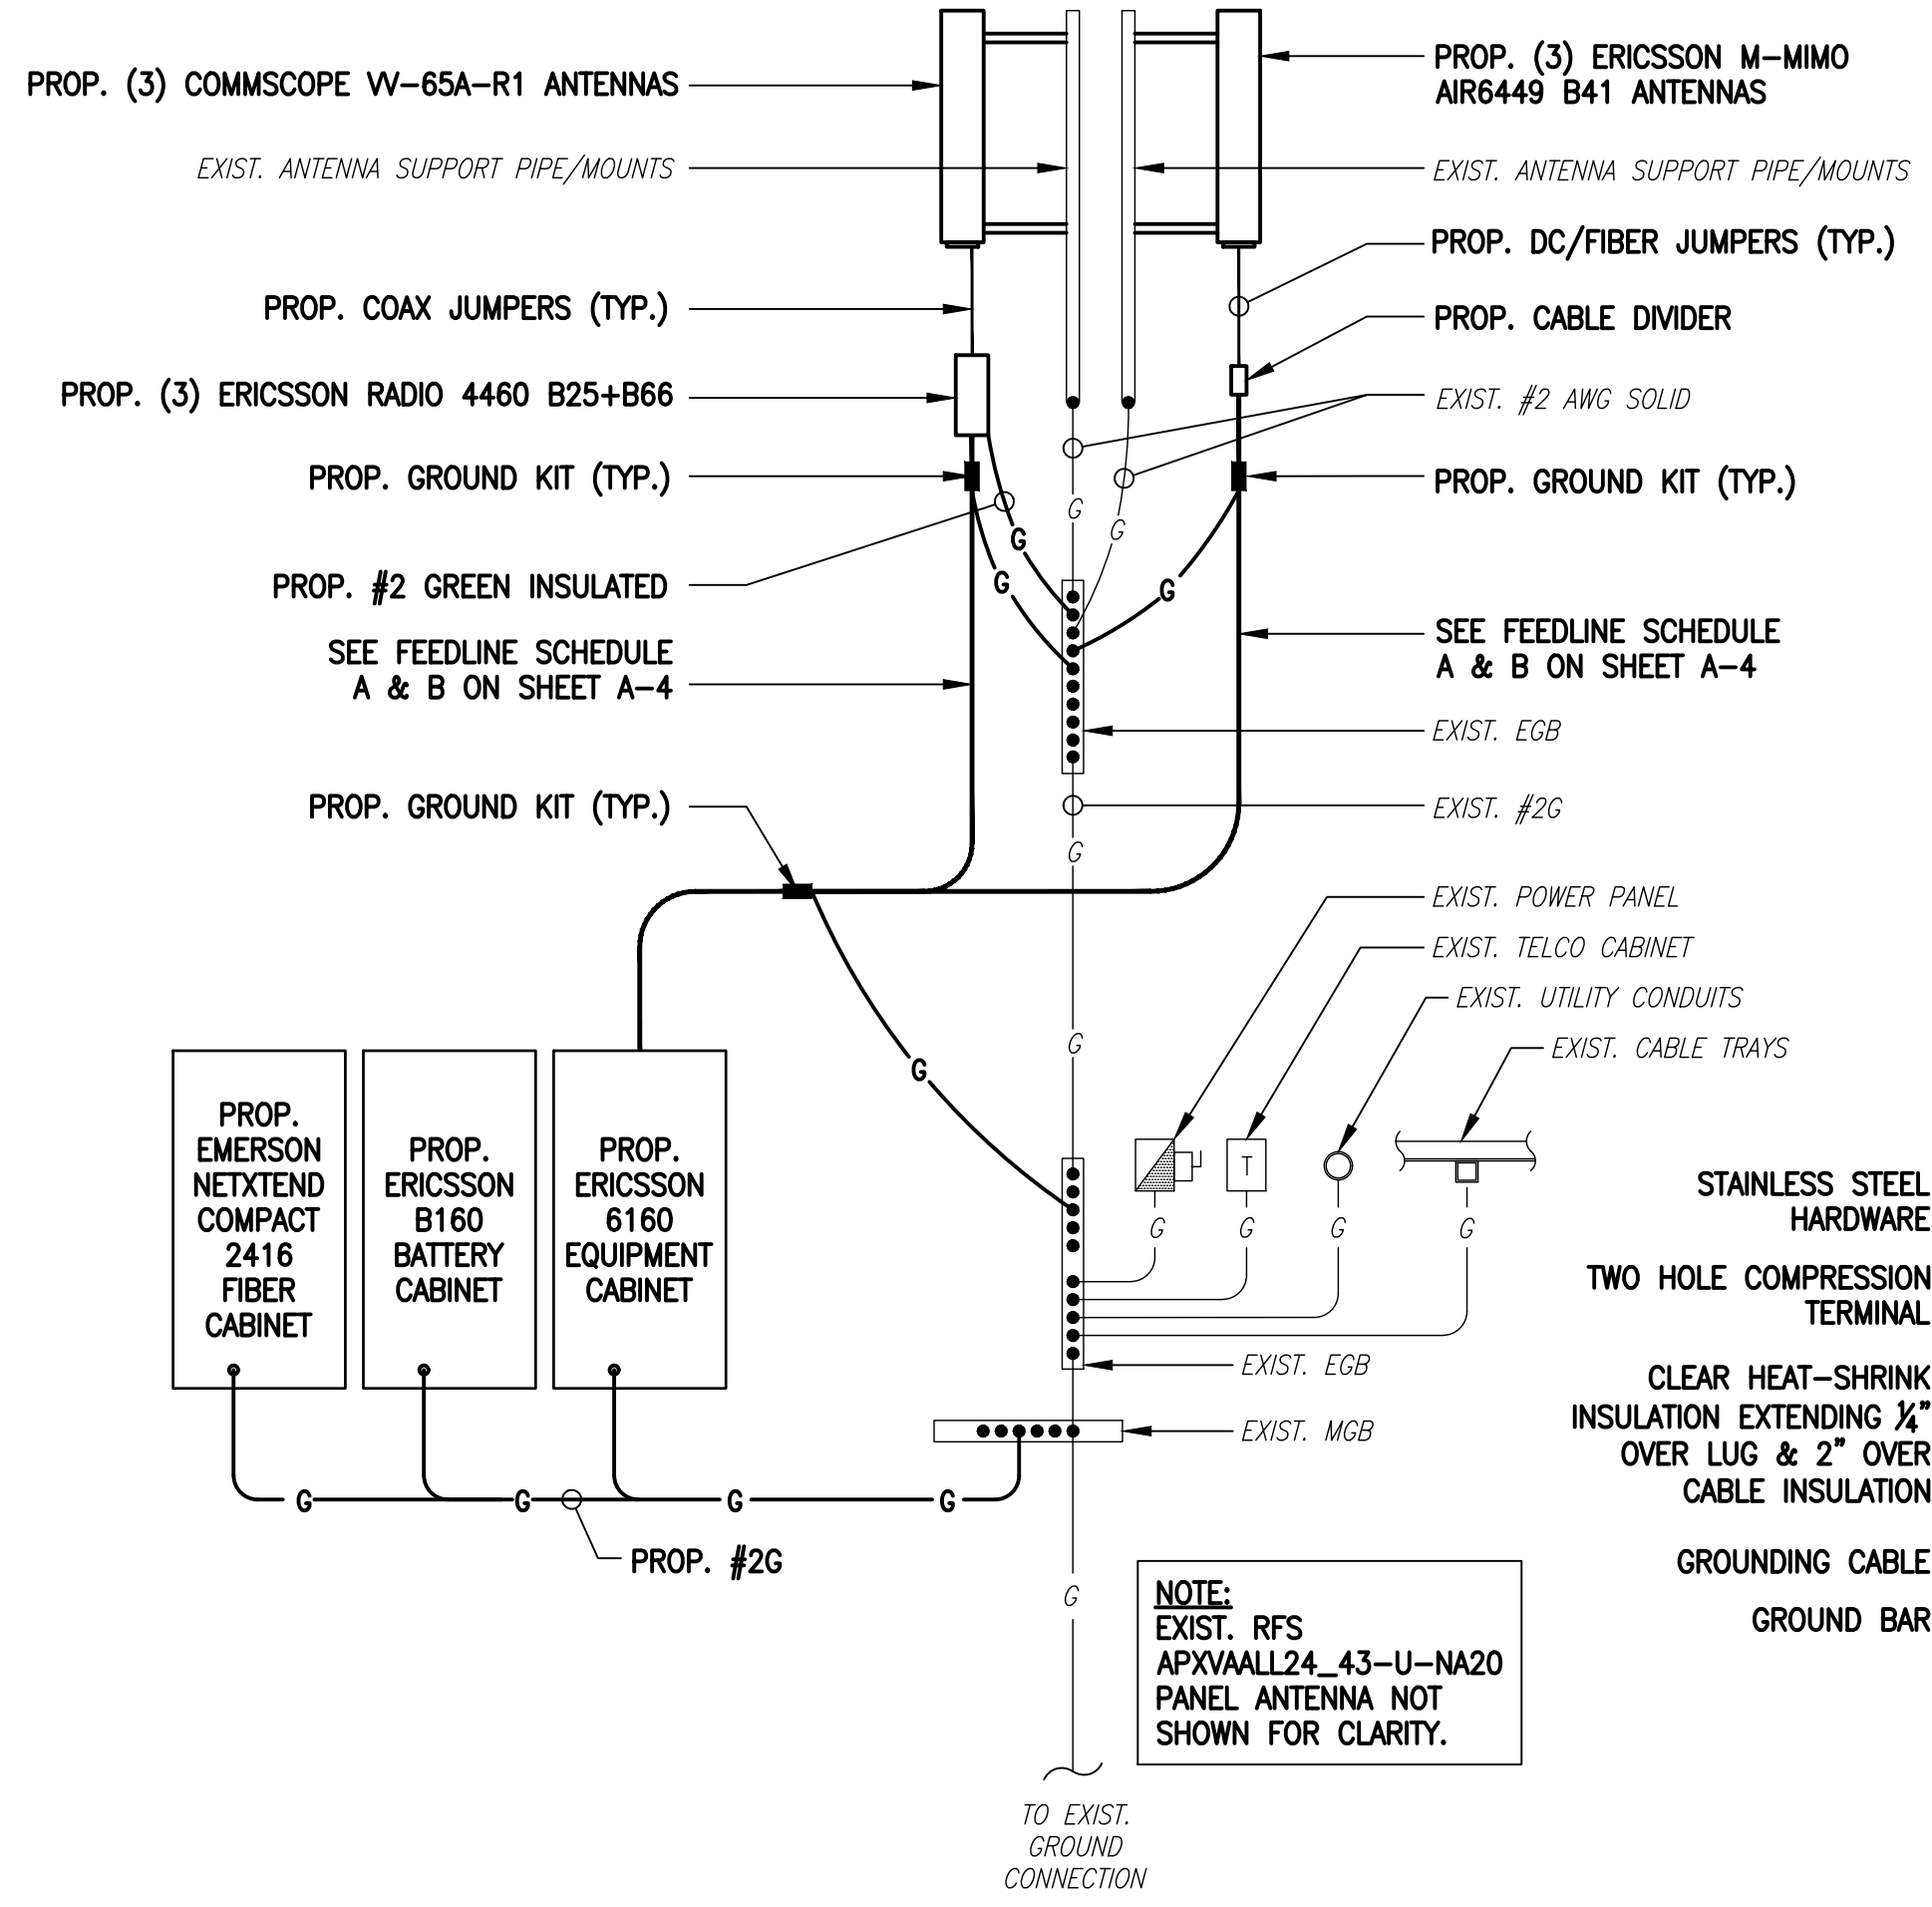 PROP. (3) COMMSCOPE VV-65A-R1 ANTENNAS
EXIST. ANTENNA SUPPORT PIPE/MOUNTS
PROP. COAX JUMPERS (TYP.)
PROP. (3) ERICSSON RADIO 4460 B25+B66
PROP. GROUND KIT (TYP.)
PROP. #2 GREEN INSULATED
SEE FEEDLINE SCHEDULE
A & B ON SHEET A-4
PROP. GROUND KIT (TYP.)
PROP. (3) ERICSSON M-MIMO
AIR6449 B41 ANTENNAS
EXIST. ANTENNA SUPPORT PIPE/MOUNTS
PROP. DC/FIBER JUMPERS (TYP.)
PROP. CABLE DIVIDER
EXIST. #2 AWG SOLID
PROP. GROUND KIT (TYP.)
SEE FEEDLINE SCHEDULE
A & B ON SHEET A-4
EXIST. EGB
EXIST. #2G
EXIST. POWER PANEL
EXIST. TELCO CABINET
EXIST. UTILITY CONDUITS
EXIST. CABLE TRAYS
G
G
G
G
G
G
G
G
T
G
G
G
G
PROP.
EMERSON
NETXTEND
COMPACT
2416
FIBER
CABINET
PROP.
ERICSSON
B160
BATTERY
CABINET
PROP.
ERICSSON
6160
EQUIPMENT
CABINET
EXIST. EGB
EXIST. MGB
G
G
G
G
PROP. #2G
G
STAINLESS STEEL
HARDWARE
TWO HOLE COMPRESSION
TERMINAL
CLEAR HEAT-SHRINK
INSULATION EXTENDING ¼"
OVER LUG & 2" OVER
CABLE INSULATION
GROUNDING CABLE
GROUND BAR
NOTE:
EXIST. RFS
APXVAALL24_43-U-NA20
PANEL ANTENNA NOT
SHOWN FOR CLARITY.
TO EXIST.
GROUND
CONNECTION